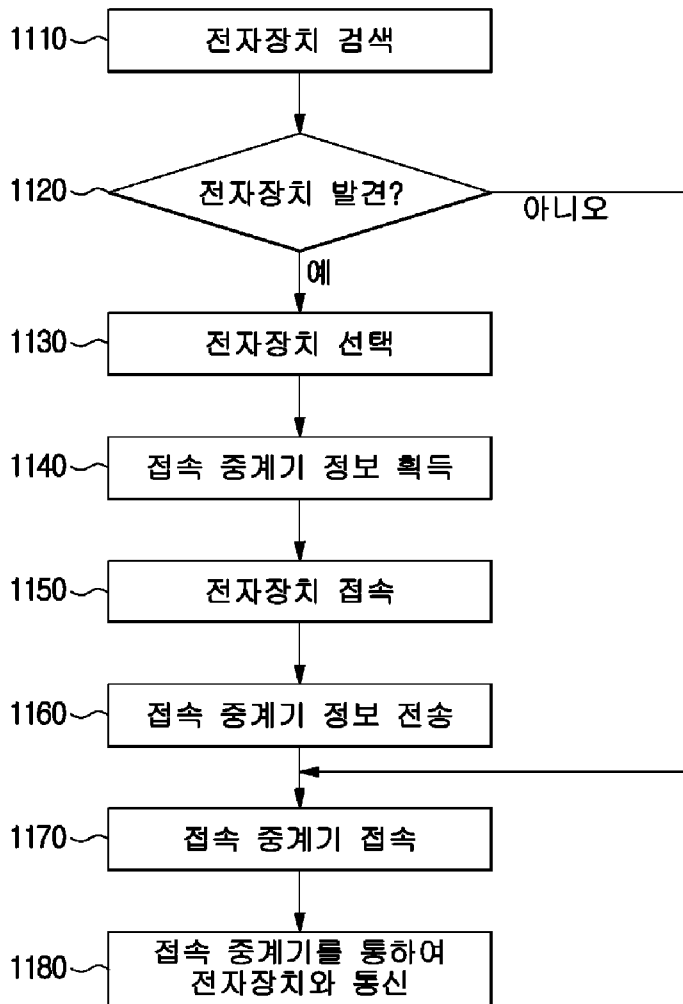 1110
전자장치 검색
1120
전자장치 발견?
아니오
예
1130
전자장치 선택
1140
접속 중계기 정보 획득
1150
전자장치 접속
1160
접속 중계기 정보 전송
1170
접속 중계기 접속
1180
접속 중계기를 통하여
전자장치와 통신